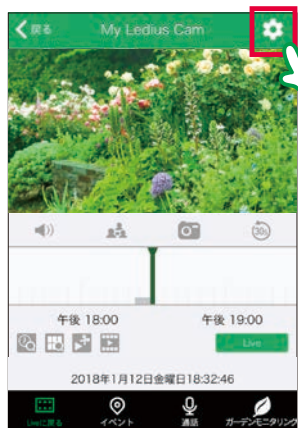 戻る My Ledius Cam
30s
午後 18:00 午後 19:00
Live
2018年1月12日金曜日18:32:46
Liveに戻る イベント 通話 ガーデンモニタリング